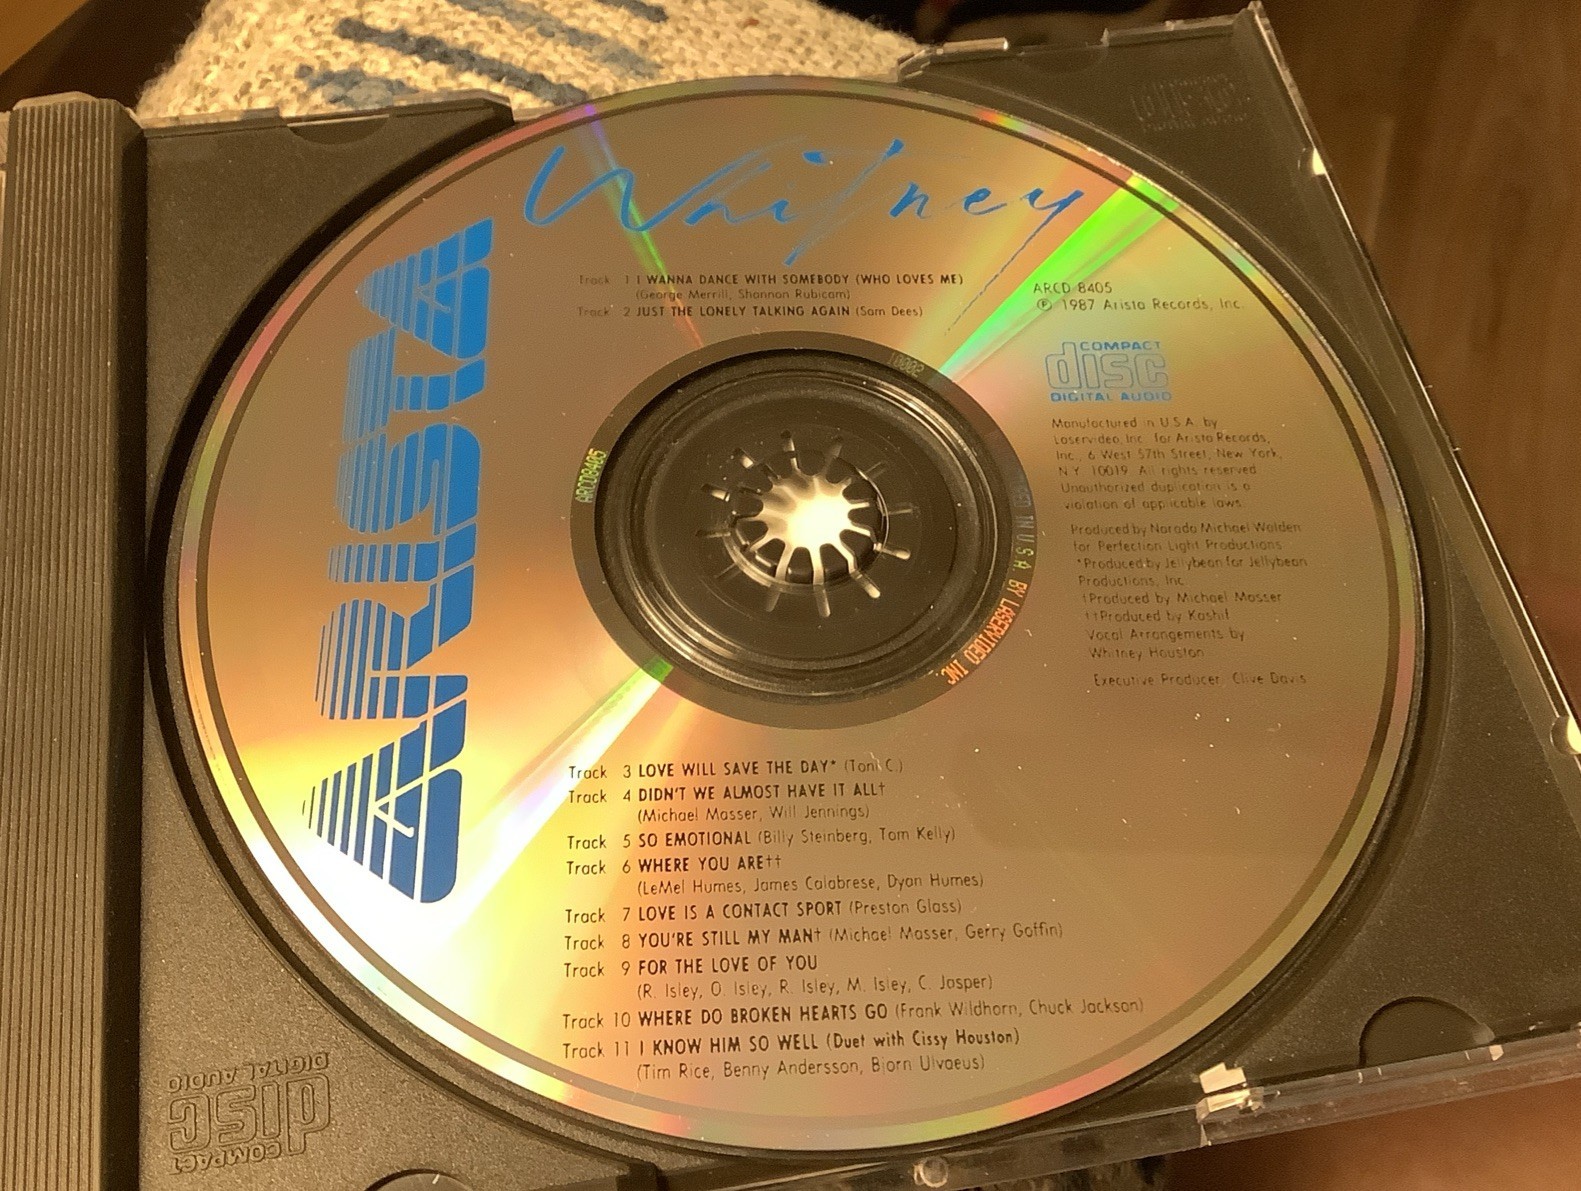 Whitney
ARISTA
Track 1 I WANNA DANCE WITH SOMEBODY (WHO LOVES ME)
(George Merrill, Shannon Rubicam)
Track 2 JUST THE LONELY TALKING AGAIN (Sam Dees)
ARCD 8405
Ⓟ 1987 Arista Records, Inc.
COMPACT
disc
DIGITAL AUDIO
Manufactured in U.S.A. by
Laservideo, Inc. for Arista Records,
Inc., 6 West 57th Street, New York,
N.Y. 10019. All rights reserved
Unauthorized duplication is a
violation of applicable laws.
Produced by Narada Michael Walden
for Perfection Light Productions
*Produced by Jellybean for Jellybean
Productions, Inc.
†Produced by Michael Masser
††Produced by Kashif
Vocal Arrangements by
Whitney Houston
Executive Producer: Clive Davis
ARCD8405
IN U.S.A. BY LASERVIDEO INC.
Track 3 LOVE WILL SAVE THE DAY* (Toni C.)
Track 4 DIDN'T WE ALMOST HAVE IT ALL†
(Michael Masser, Will Jennings)
Track 5 SO EMOTIONAL (Billy Steinberg, Tom Kelly)
Track 6 WHERE YOU ARE††
(LeMel Humes, James Calabrese, Dyan Humes)
Track 7 LOVE IS A CONTACT SPORT (Preston Glass)
Track 8 YOU'RE STILL MY MAN† (Michael Masser, Gerry Goffin)
Track 9 FOR THE LOVE OF YOU
(R. Isley, O. Isley, R. Isley, M. Isley, C. Jasper)
Track 10 WHERE DO BROKEN HEARTS GO (Frank Wildhorn, Chuck Jackson)
Track 11 I KNOW HIM SO WELL (Duet with Cissy Houston)
(Tim Rice, Benny Andersson, Bjorn Ulvaeus)
COMPACT
disc
DIGITAL AUDIO